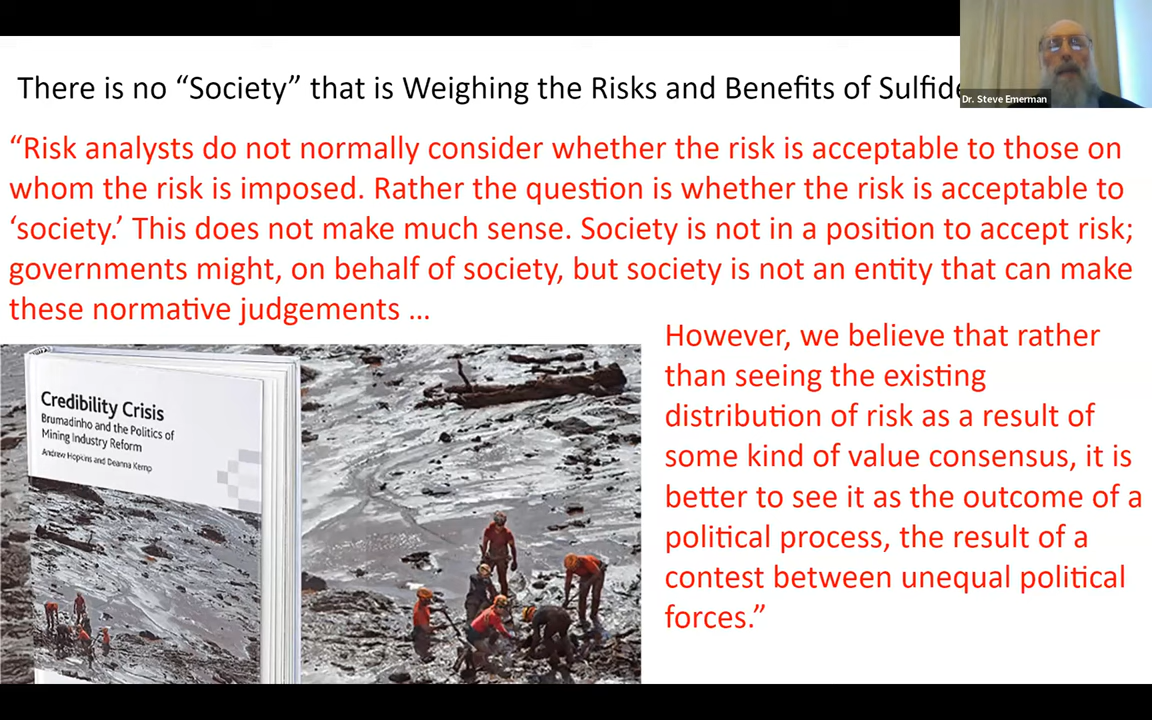 There is no “Society” that is Weighing the Risks and Benefits of Sulfide
Dr. Steve Emerman
“Risk analysts do not normally consider whether the risk is acceptable to those on
whom the risk is imposed. Rather the question is whether the risk is acceptable to
‘society.’ This does not make much sense. Society is not in a position to accept risk;
governments might, on behalf of society, but society is not an entity that can make
these normative judgements …
However, we believe that rather
than seeing the existing
distribution of risk as a result of
some kind of value consensus, it is
better to see it as the outcome of a
political process, the result of a
contest between unequal political
forces.”
Credibility Crisis
Brumadinho and the Politics of
Mining Industry Reform
Andrew Hopkins and Deanna Kemp